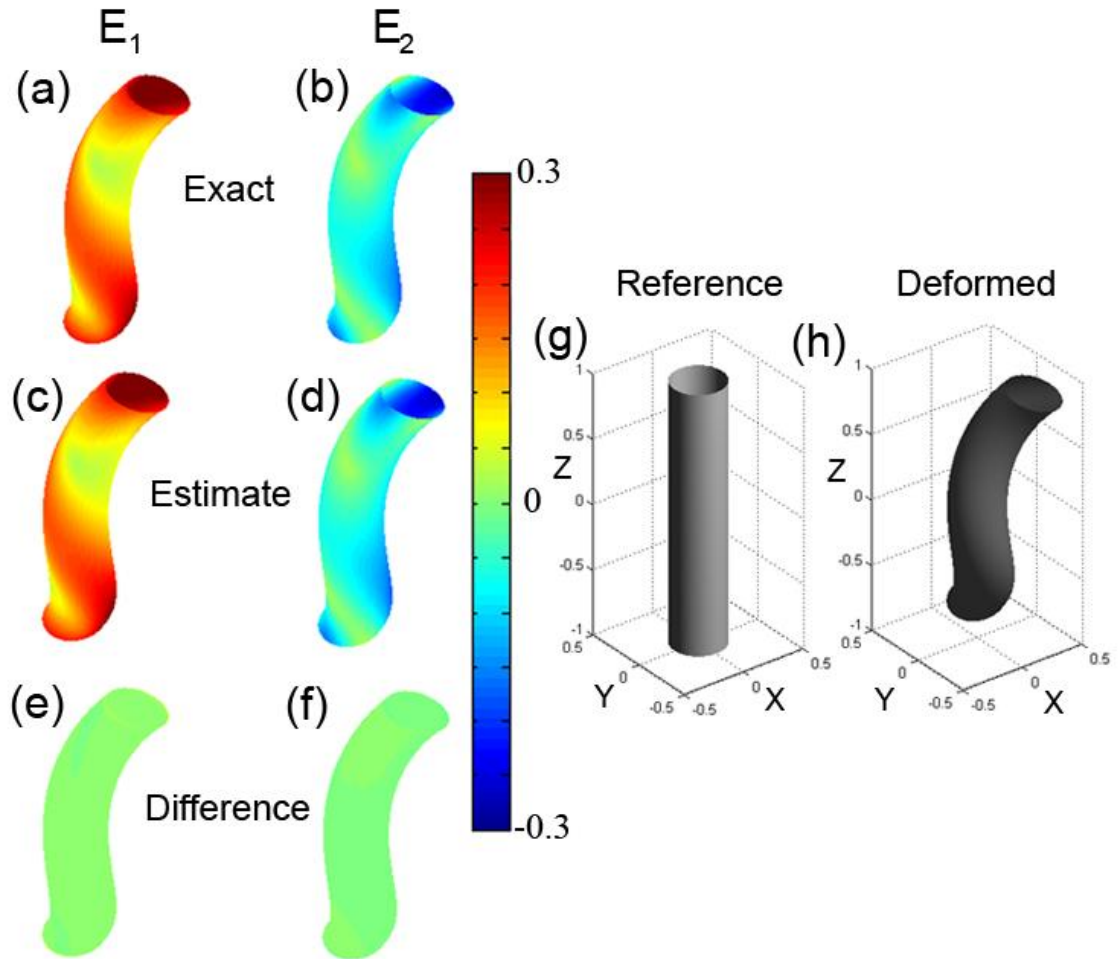 E1 E2
(a) (b)
Exact
(c) (d)
Estimate
(e) (f)
Difference
0.3
0
-0.3
Reference Deformed
(g) (h)
1
0.5
Z 0
-0.5
-1
0.5
Y 0
-0.5
-0.5
X 0
0.5
1
0.5
Z 0
-0.5
-1
0.5
Y 0
-0.5
-0.5
X 0
0.5